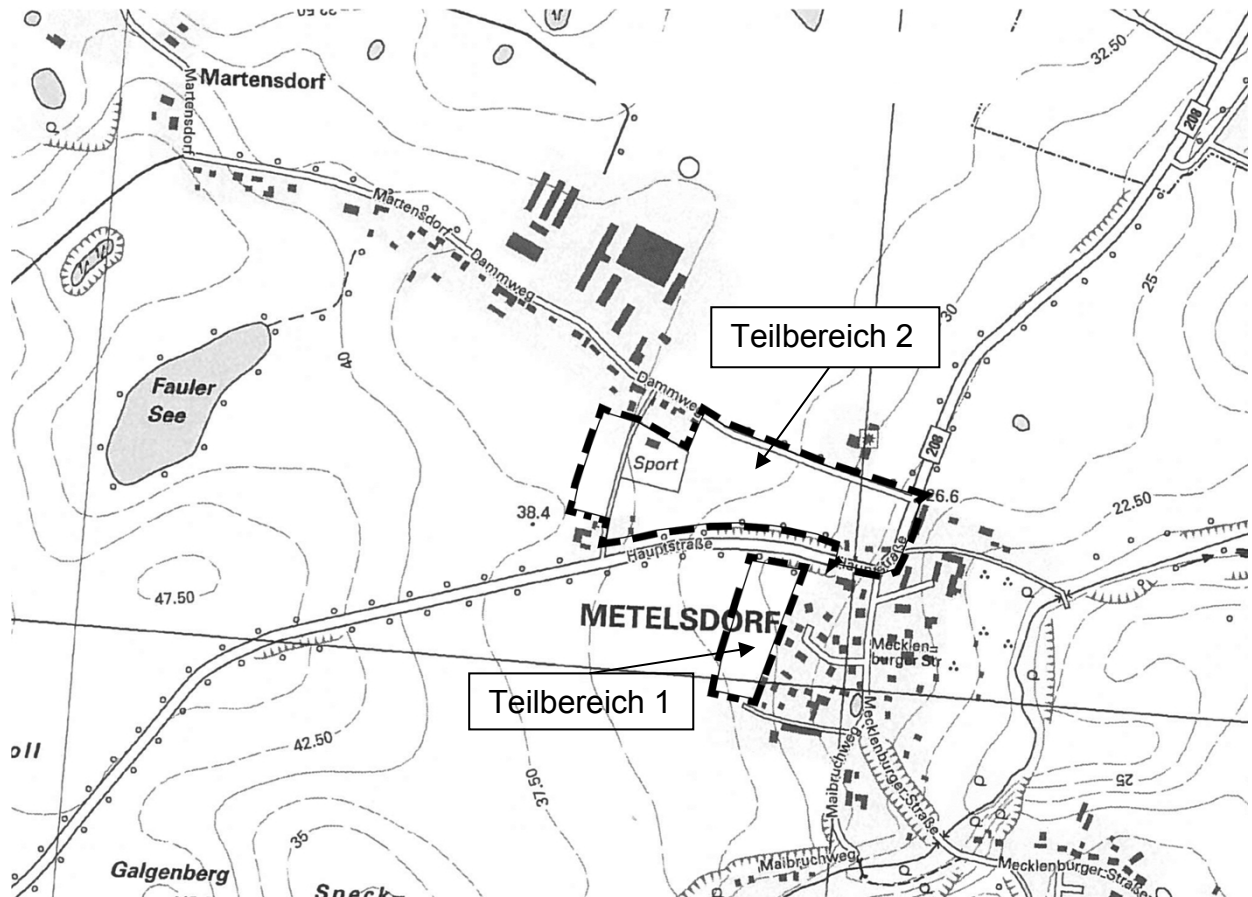 32.50
Martensdorf
Martensdorf
208
Martensdorf
Dammweg
25
30
Teilbereich 2
40
Fauler
See
Dammweg
208
Sport
26.6
22.50
38.4
Hauptstraße
Hauptstraße
47.50
METELSDORF
Mecklen=
burger Str
Teilbereich 1
oll
42.50
Mecklenburger-Straße
Maibruchweg
37.50
25
35
Maibruchweg
Mecklenburger-Straße
Galgenberg